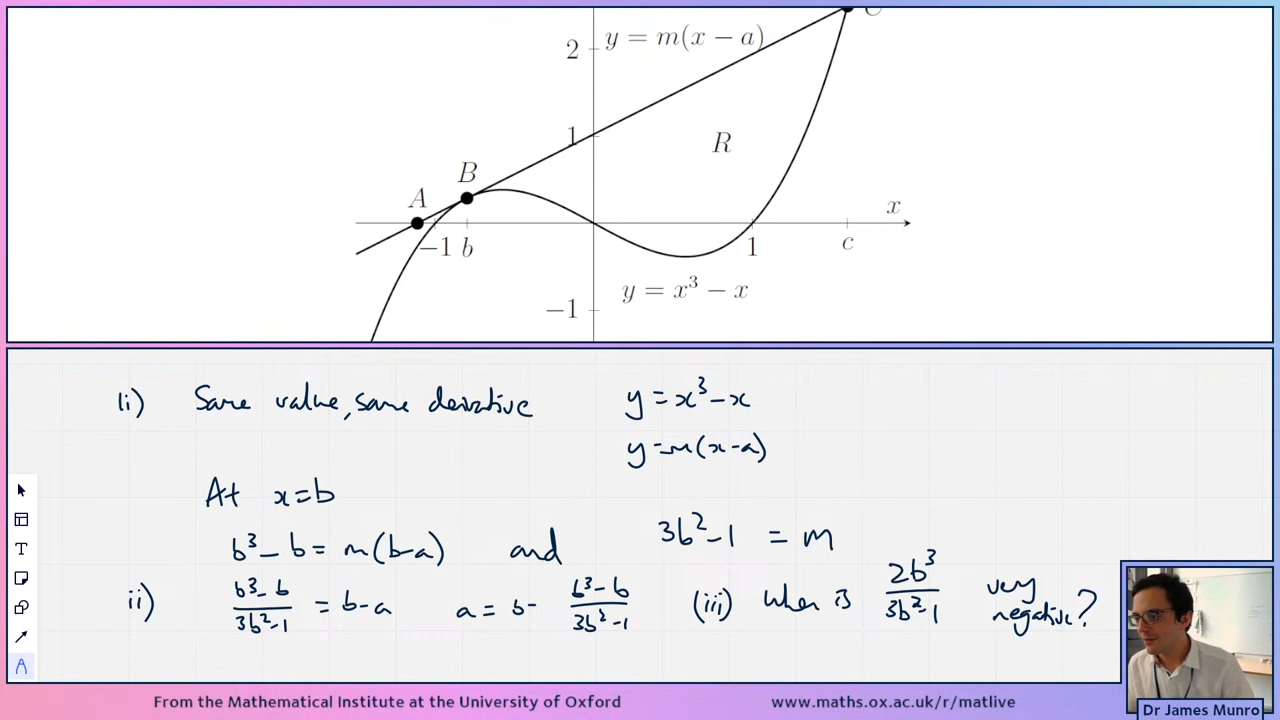 2
y = m(x − a)
1
R
B
A
x
−1 b
1
c
y = x³ − x
−1
(i) Same value, same derivative y = x³ − x
y = m(x − a)
At x = b
b³ − b = m(b − a) and 3b² − 1 = m
ii) (b³ − b)/(3b² − 1) = b − a a = b − (b³ − b)/(3b² − 1) (iii) When is 2b³/(3b² − 1) very negative?
T
From the Mathematical Institute at the University of Oxford www.maths.ox.ac.uk/r/matlive
Dr James Munro